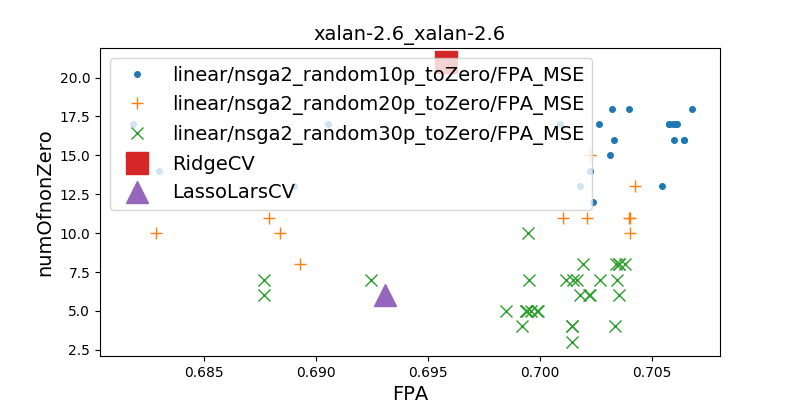 xalan-2.6_xalan-2.6
linear/nsga2_random10p_toZero/FPA_MSE
linear/nsga2_random20p_toZero/FPA_MSE
linear/nsga2_random30p_toZero/FPA_MSE
RidgeCV
LassoLarsCV
numOfnonZero
20.0
17.5
15.0
12.5
10.0
7.5
5.0
2.5
0.685 0.690 0.695 0.700 0.705
FPA